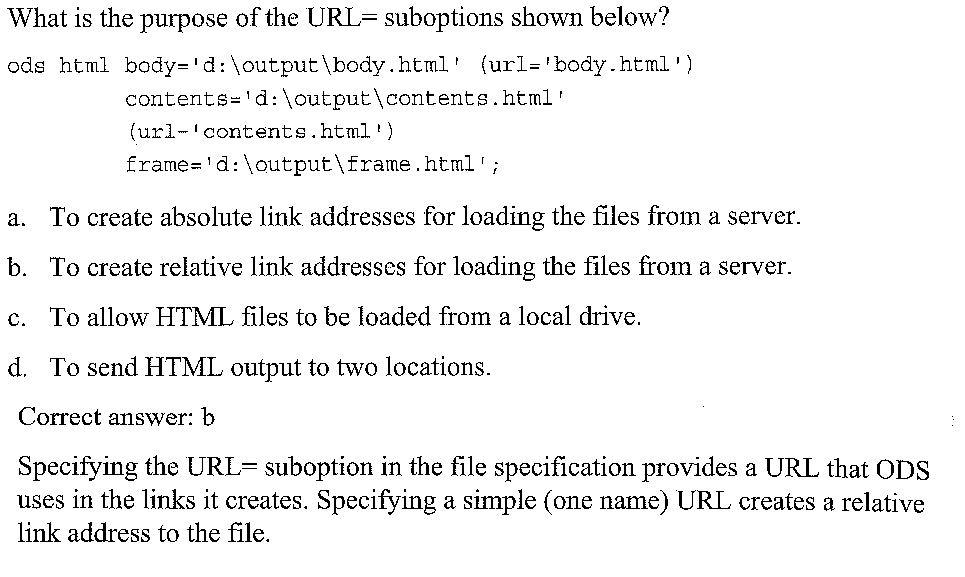 What is the purpose of the URL= suboptions shown below?
ods html body='d:\output\body.html' (url='body.html')
contents='d:\output\contents.html'
(url-'contents.html')
frame='d:\output\frame.html';
a. To create absolute link addresses for loading the files from a server.
b. To create relative link addresses for loading the files from a server.
c. To allow HTML files to be loaded from a local drive.
d. To send HTML output to two locations.
Correct answer: b
Specifying the URL= suboption in the file specification provides a URL that ODS
uses in the links it creates. Specifying a simple (one name) URL creates a relative
link address to the file.